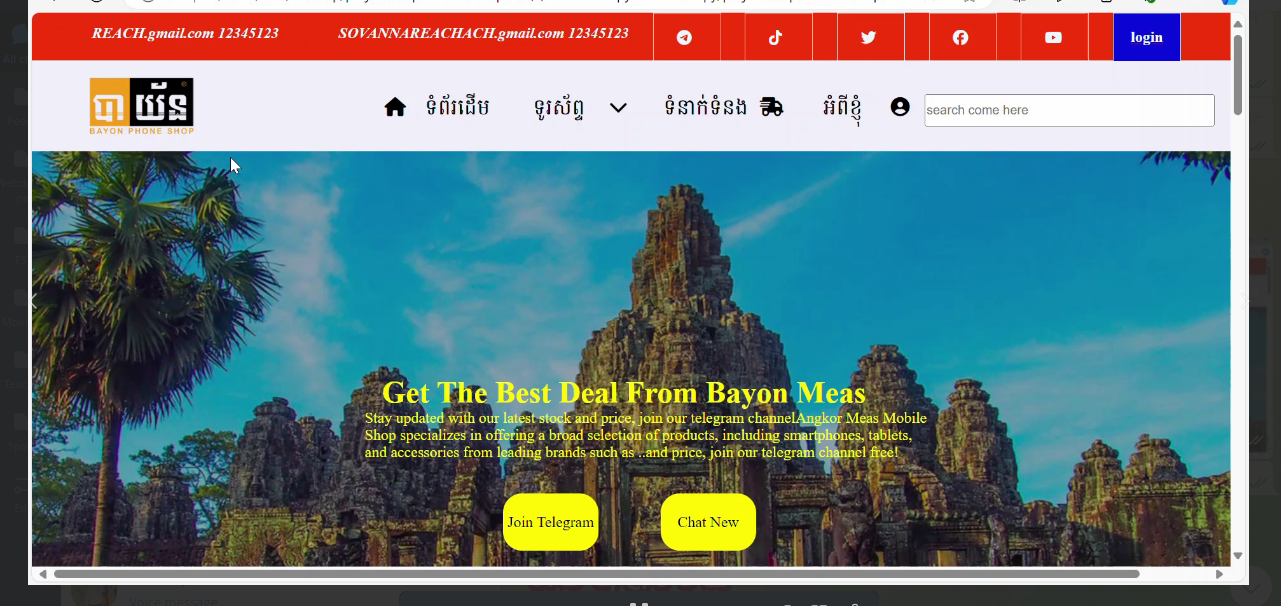 REACH.gmail.com 12345123
SOVANNAREACHACH.gmail.com 12345123
login
បាយ័ន
BAYON PHONE SHOP
ទំព័រដើម
ទូរស័ព្ទ
ទំនាក់ទំនង
អំពីខ្ញុំ
search come here
Get The Best Deal From Bayon Meas
Stay updated with our latest stock and price, join our telegram channelAngkor Meas Mobile
Shop specializes in offering a broad selection of products, including smartphones, tablets,
and accessories from leading brands such as ..and price, join our telegram channel free!
Join Telegram
Chat New
Voice message